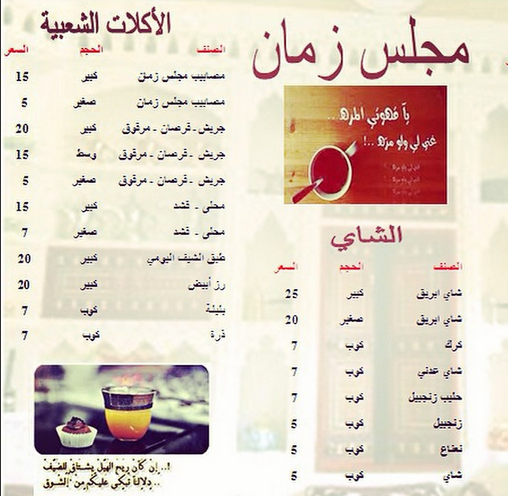 مجلس زمان
يآ قهوتي المزه ..
غني لي ولو مزه ..!
الشاي
الصنف الحجم السعر
شاي ابريق كبير 25
شاي ابريق صغير 20
كرك كوب 7
شاي عدني كوب 7
حليب زنجبيل كوب 7
زنجبيل كوب 5
نعناع كوب 5
شاي كوب 5
الأكلات الشعبية
الصنف الحجم السعر
مصابيب مجلس زمان كبير 15
مصابيب مجلس زمان صغير 5
جريش - قرصان - مرقوق كبير 20
جريش - قرصان - مرقوق وسط 15
جريش - قرصان - مرقوق صغير 5
محلى - قشد كبير 15
محلى - قشد صغير 7
طبق الشيف اليومي كبير 20
رز أبيض كبير 20
بليلة كوب 7
ذرة كوب 7
!.. إن كان ريح الهيل يشتاق للضيف
.. دلالنا تبكي عليكم من الشوق